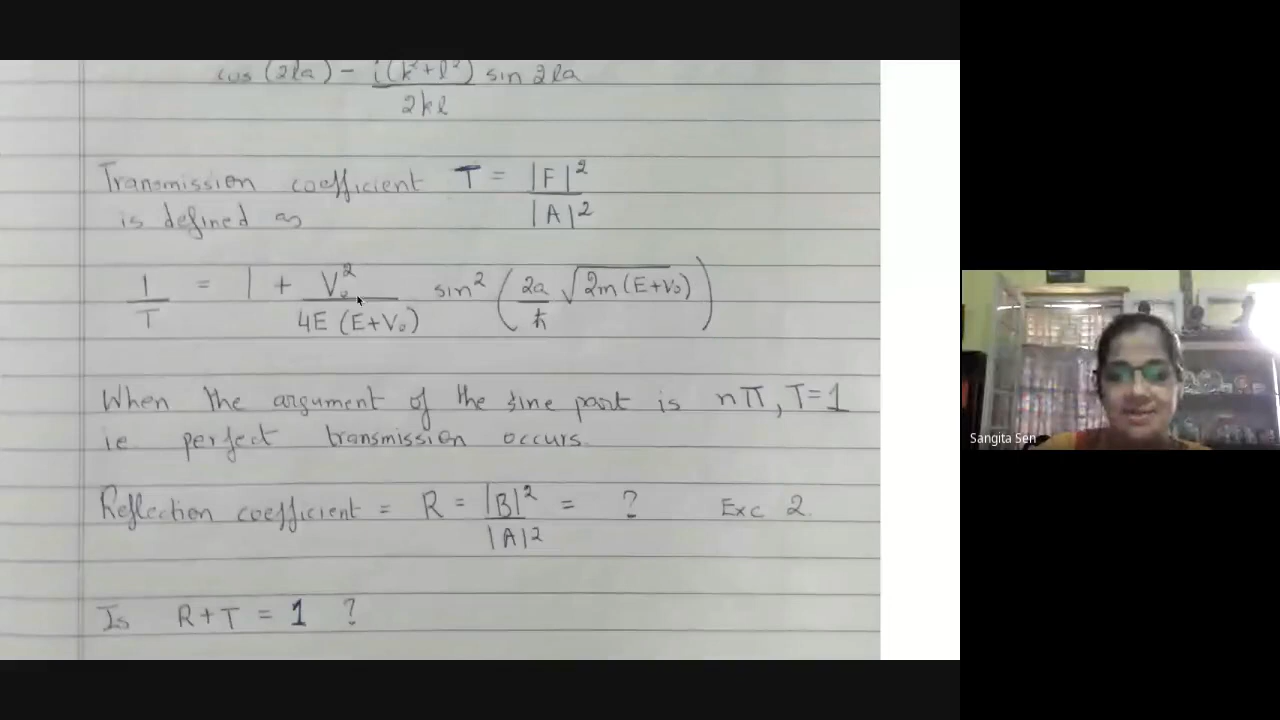 cos (2la) - i(k² + l²) sin 2la
2kl
Transmission coefficient T = |F|²
is defined as |A|²
1/T = 1 + V₀² / 4E (E+V₀) sin² ( 2a/ħ √2m (E+V₀) )
When the argument of the sine part is nπ, T=1
ie perfect transmission occurs.
Reflection coefficient = R = |B|² / |A|² = ? Exc 2.
Is R+T = 1 ?
Sangita Sen